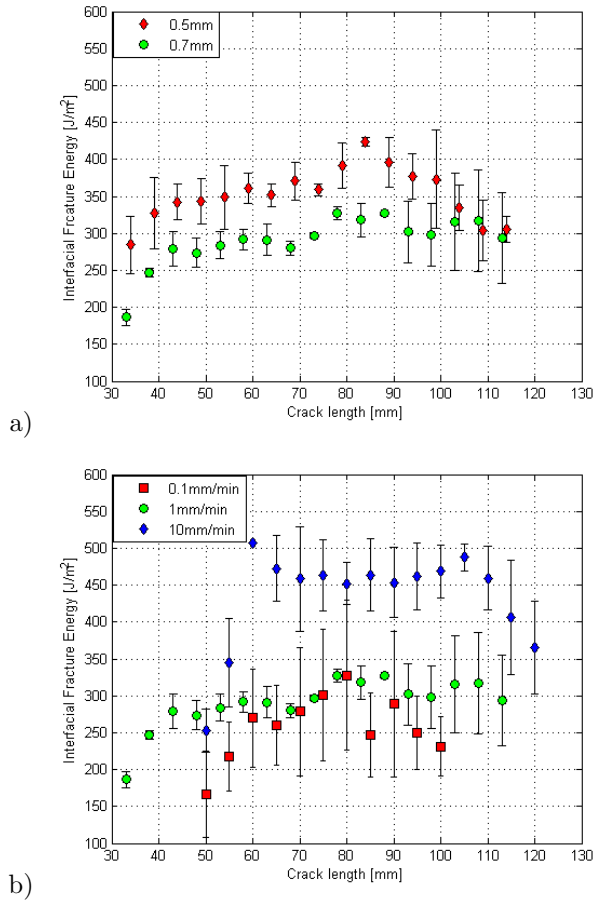 600
0.5mm
0.7mm
550
500
450
400
350
300
250
200
150
100
Interfacial Frcature Energy [J/m²]
30 40 50 60 70 80 90 100 110 120 130
Crack length [mm]
a)
600
0.1mm/min
1mm/min
10mm/min
550
500
450
400
350
300
250
200
150
100
Interfacial Fracture Energy [J/m²]
30 40 50 60 70 80 90 100 110 120 130
Crack length [mm]
b)